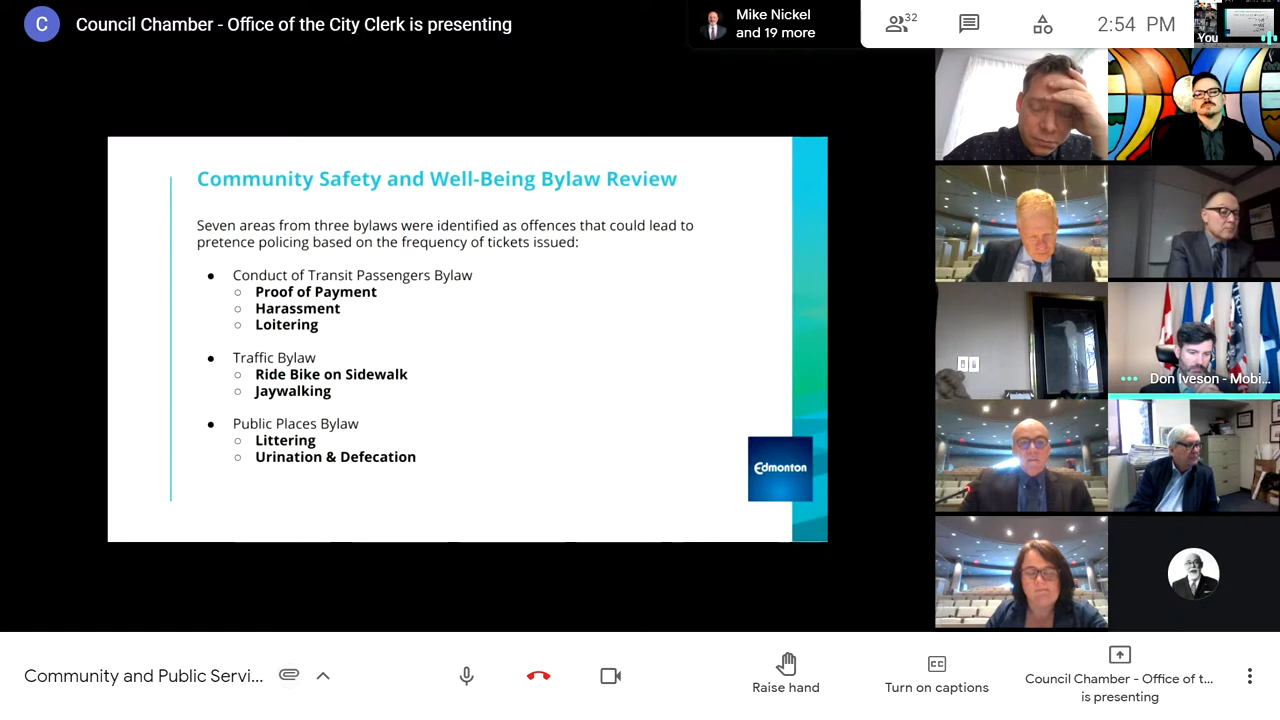 C
Council Chamber - Office of the City Clerk is presenting
Mike Nickel
and 19 more
32
2:54 PM
You
Community Safety and Well-Being Bylaw Review
Seven areas from three bylaws were identified as offences that could lead to
pretence policing based on the frequency of tickets issued:
● Conduct of Transit Passengers Bylaw
○ Proof of Payment
○ Harassment
○ Loitering
● Traffic Bylaw
○ Ride Bike on Sidewalk
○ Jaywalking
● Public Places Bylaw
○ Littering
○ Urination & Defecation
Edmonton
Don Iveson - Mobi...
Community and Public Servi...
Raise hand
CC
Turn on captions
Council Chamber - Office of t...
is presenting